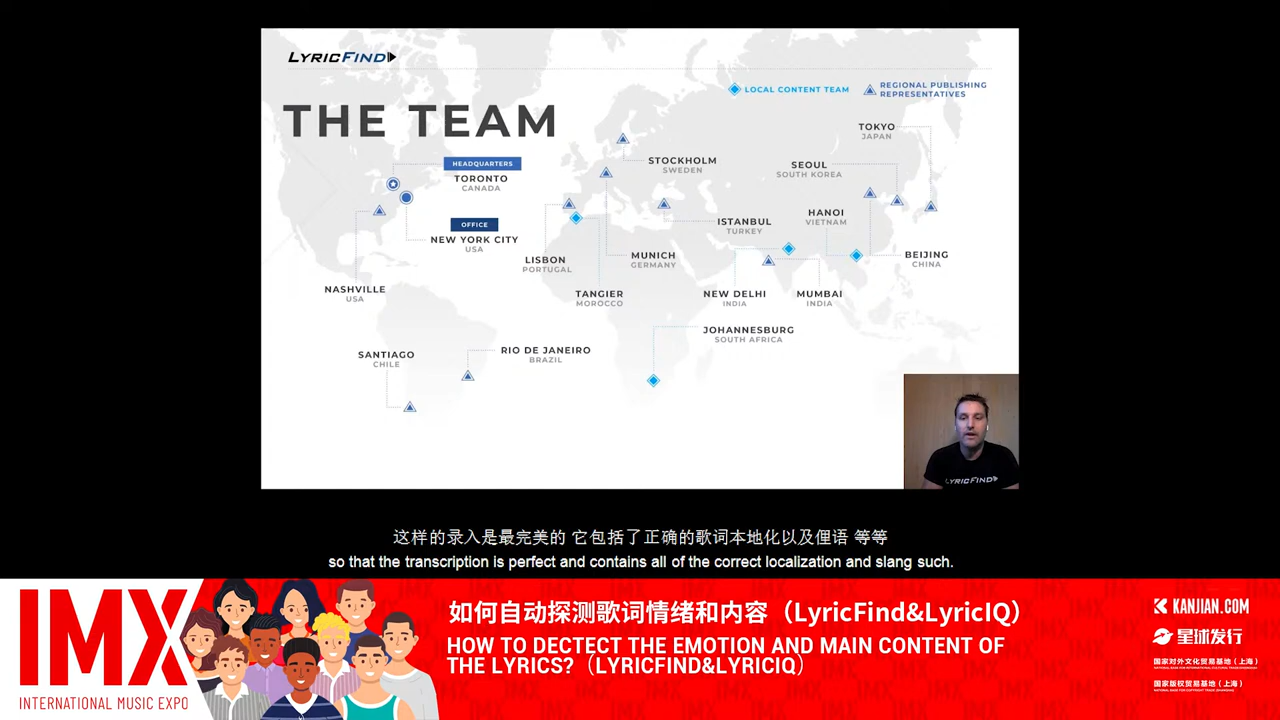 LYRICFIND
THE TEAM
LOCAL CONTENT TEAM
REGIONAL PUBLISHING
REPRESENTATIVES
TOKYO
JAPAN
HEADQUARTERS
TORONTO
CANADA
STOCKHOLM
SWEDEN
SEOUL
SOUTH KOREA
OFFICE
NEW YORK CITY
USA
ISTANBUL
TURKEY
HANOI
VIETNAM
LISBON
PORTUGAL
MUNICH
GERMANY
BEIJING
CHINA
NASHVILLE
USA
TANGIER
MOROCCO
NEW DELHI
INDIA
MUMBAI
INDIA
JOHANNESBURG
SOUTH AFRICA
SANTIAGO
CHILE
RIO DE JANEIRO
BRAZIL
LYRICFIND
这样的录入是最完美的 它包括了正确的歌词本地化以及俚语 等等
so that the transcription is perfect and contains all of the correct localization and slang such.
IMX
INTERNATIONAL MUSIC EXPO
如何自动探测歌词情绪和内容（LyricFind&LyricIQ）
HOW TO DECTECT THE EMOTION AND MAIN CONTENT OF
THE LYRICS?（LYRICFIND&LYRICIQ）
KANJIAN.COM
星球发行
国家对外文化贸易基地（上海）
国家版权贸易基地（上海）